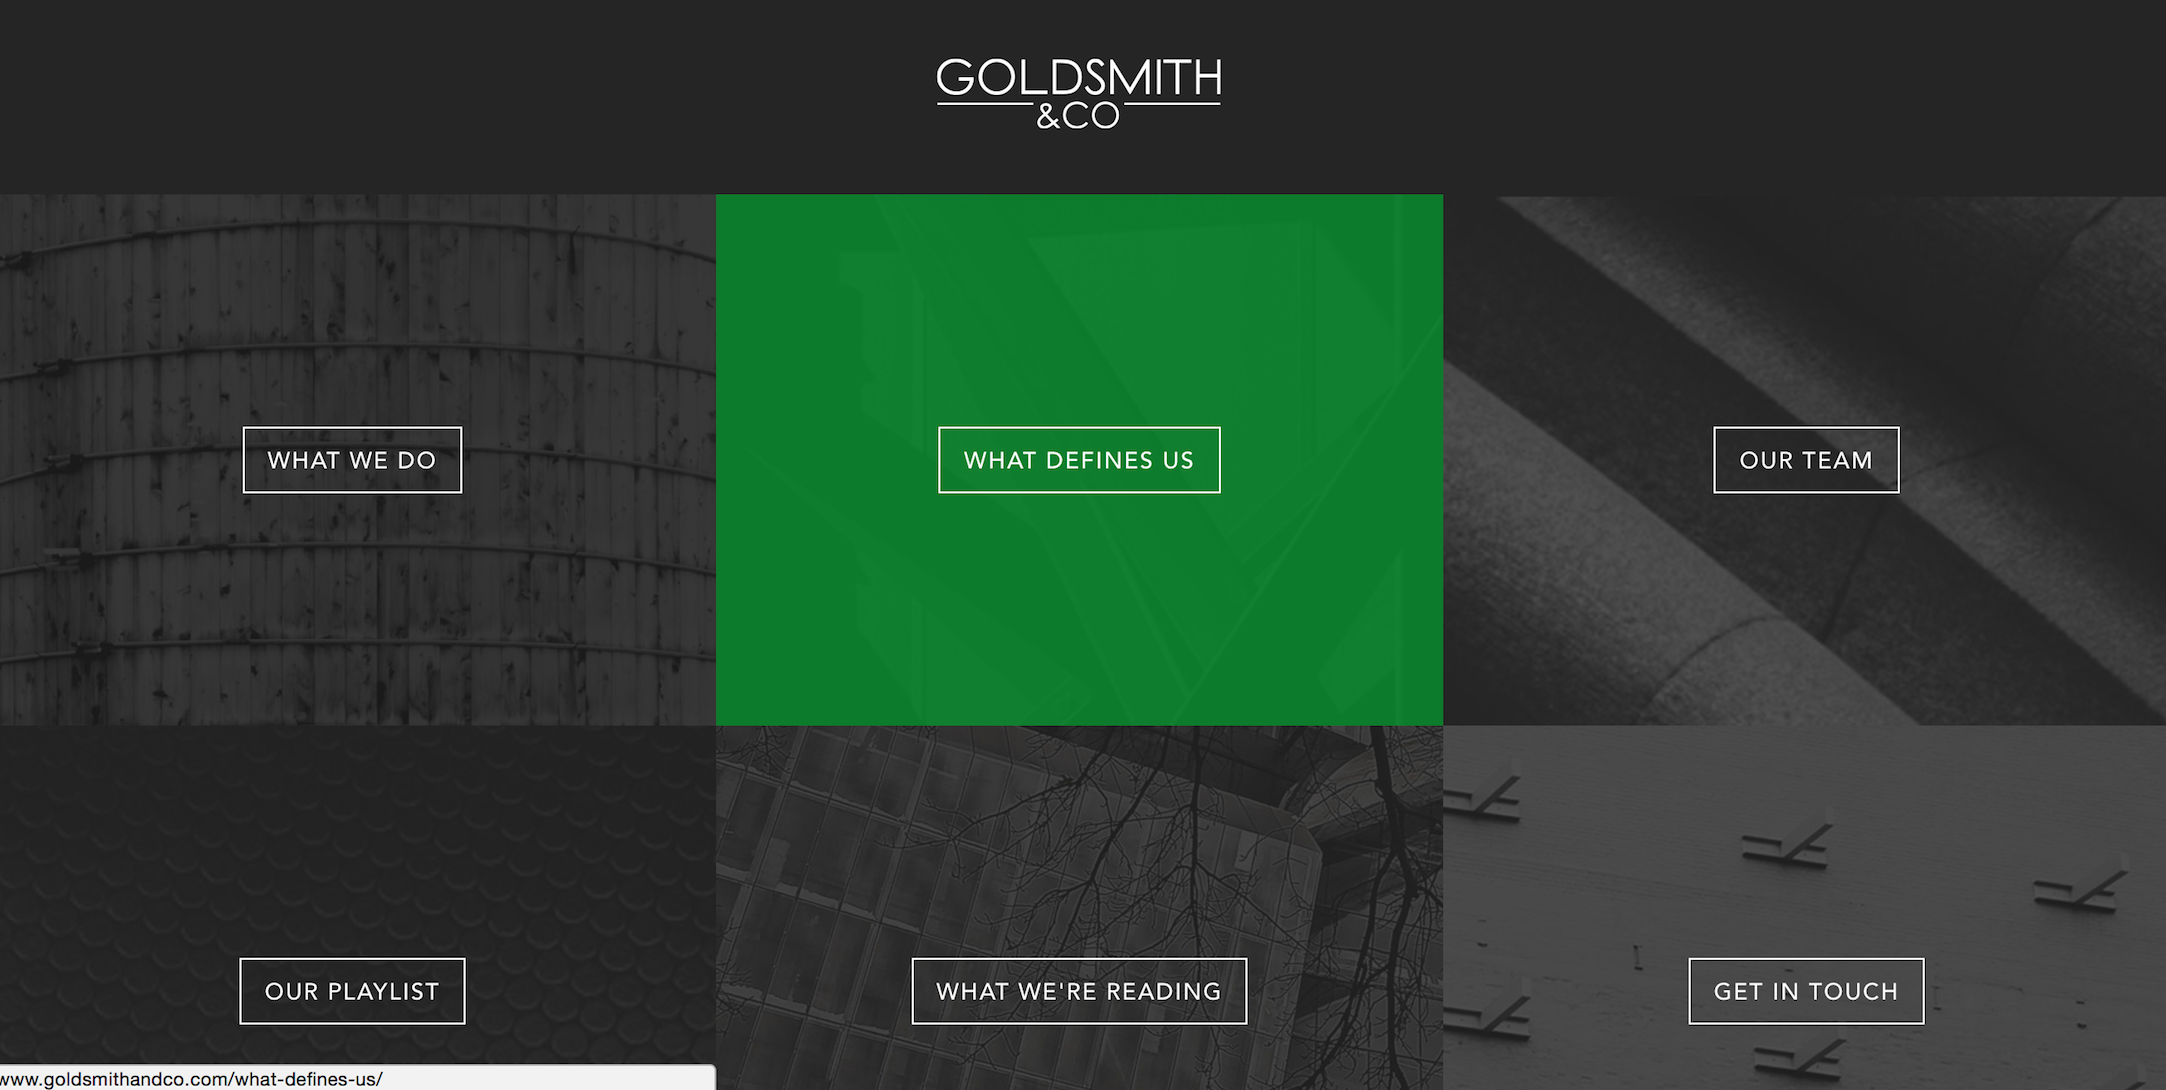 GOLDSMITH
&CO
WHAT WE DO
WHAT DEFINES US
OUR TEAM
OUR PLAYLIST
WHAT WE'RE READING
GET IN TOUCH
www.goldsmithandco.com/what-defines-us/